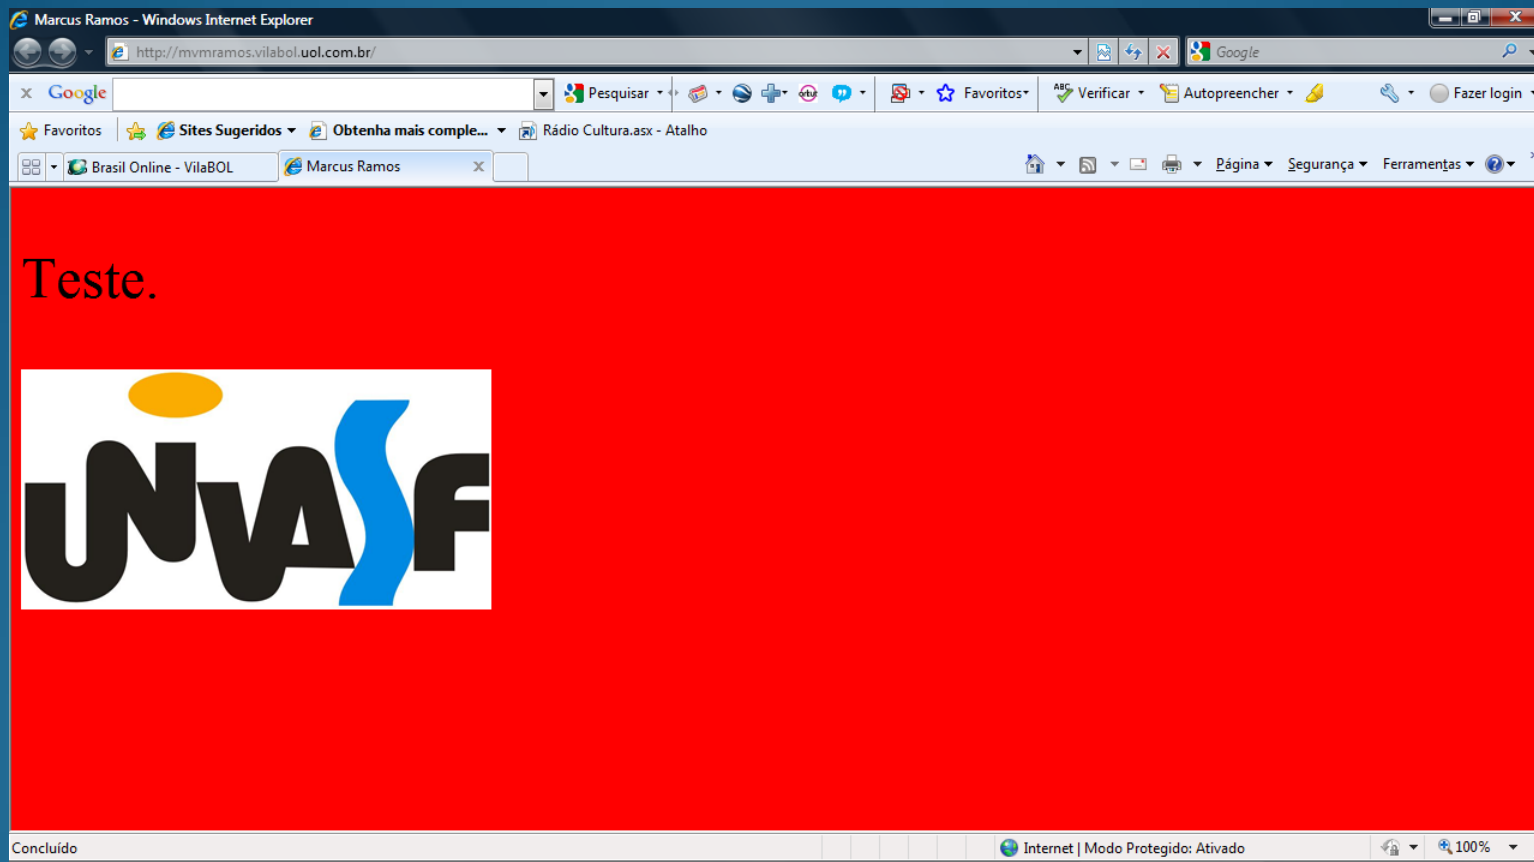 Marcus Ramos - Windows Internet Explorer
http://mvmramos.vilabol.uol.com.br/ Google
x Google Pesquisar Favoritos ABC Verificar Autopreencher Fazer login
Favoritos Sites Sugeridos Obtenha mais comple... Rádio Cultura.asx - Atalho
Brasil Online - VilaBOL Marcus Ramos x Página Segurança Ferramentas
Teste.
UNIVASF
Concluído Internet | Modo Protegido: Ativado 100%